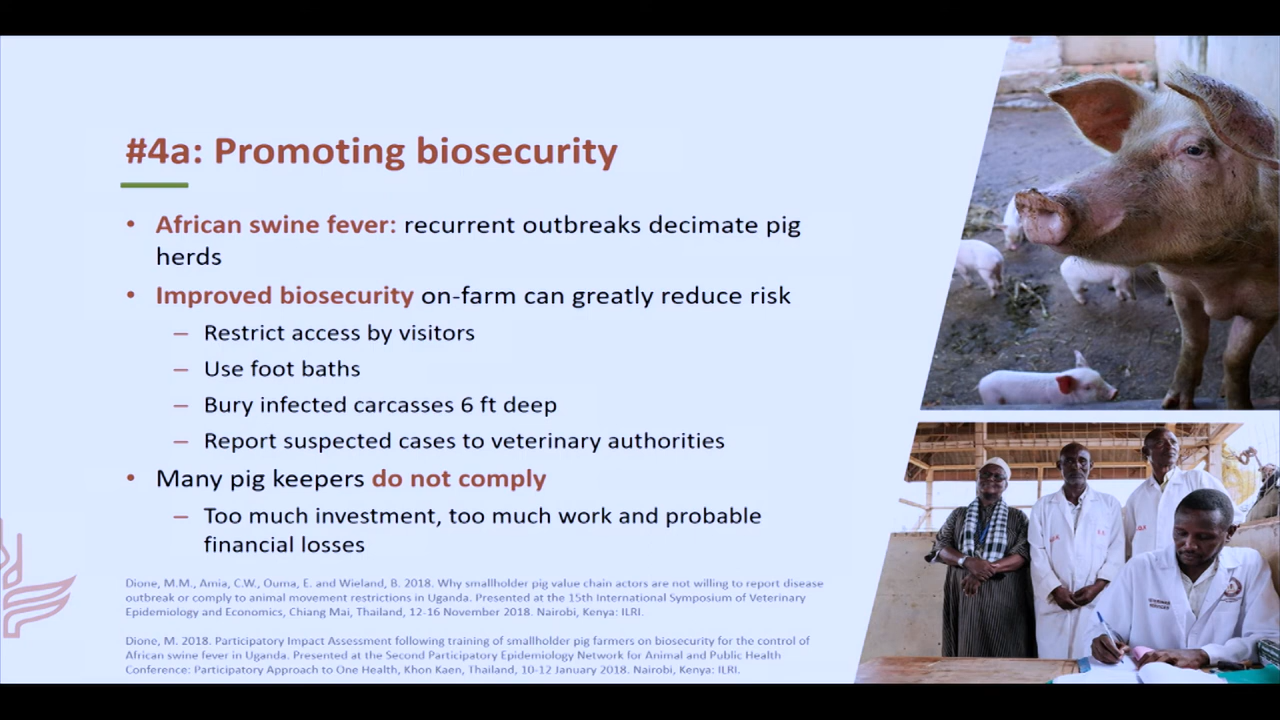 #4a: Promoting biosecurity
• African swine fever: recurrent outbreaks decimate pig
herds
• Improved biosecurity on-farm can greatly reduce risk
– Restrict access by visitors
– Use foot baths
– Bury infected carcasses 6 ft deep
– Report suspected cases to veterinary authorities
• Many pig keepers do not comply
– Too much investment, too much work and probable
financial losses
Dione, M.M., Amia, C.W., Ouma, E. and Wieland, B. 2018. Why smallholder pig value chain actors are not willing to report disease
outbreak or comply to animal movement restrictions in Uganda. Presented at the 15th International Symposium of Veterinary
Epidemiology and Economics, Chiang Mai, Thailand, 12-16 November 2018. Nairobi, Kenya: ILRI.
Dione, M. 2018. Participatory Impact Assessment following training of smallholder pig farmers on biosecurity for the control of
African swine fever in Uganda. Presented at the Second Participatory Epidemiology Network for Animal and Public Health
Conference: Participatory Approach to One Health, Khon Kaen, Thailand, 10-12 January 2018. Nairobi, Kenya: ILRI.